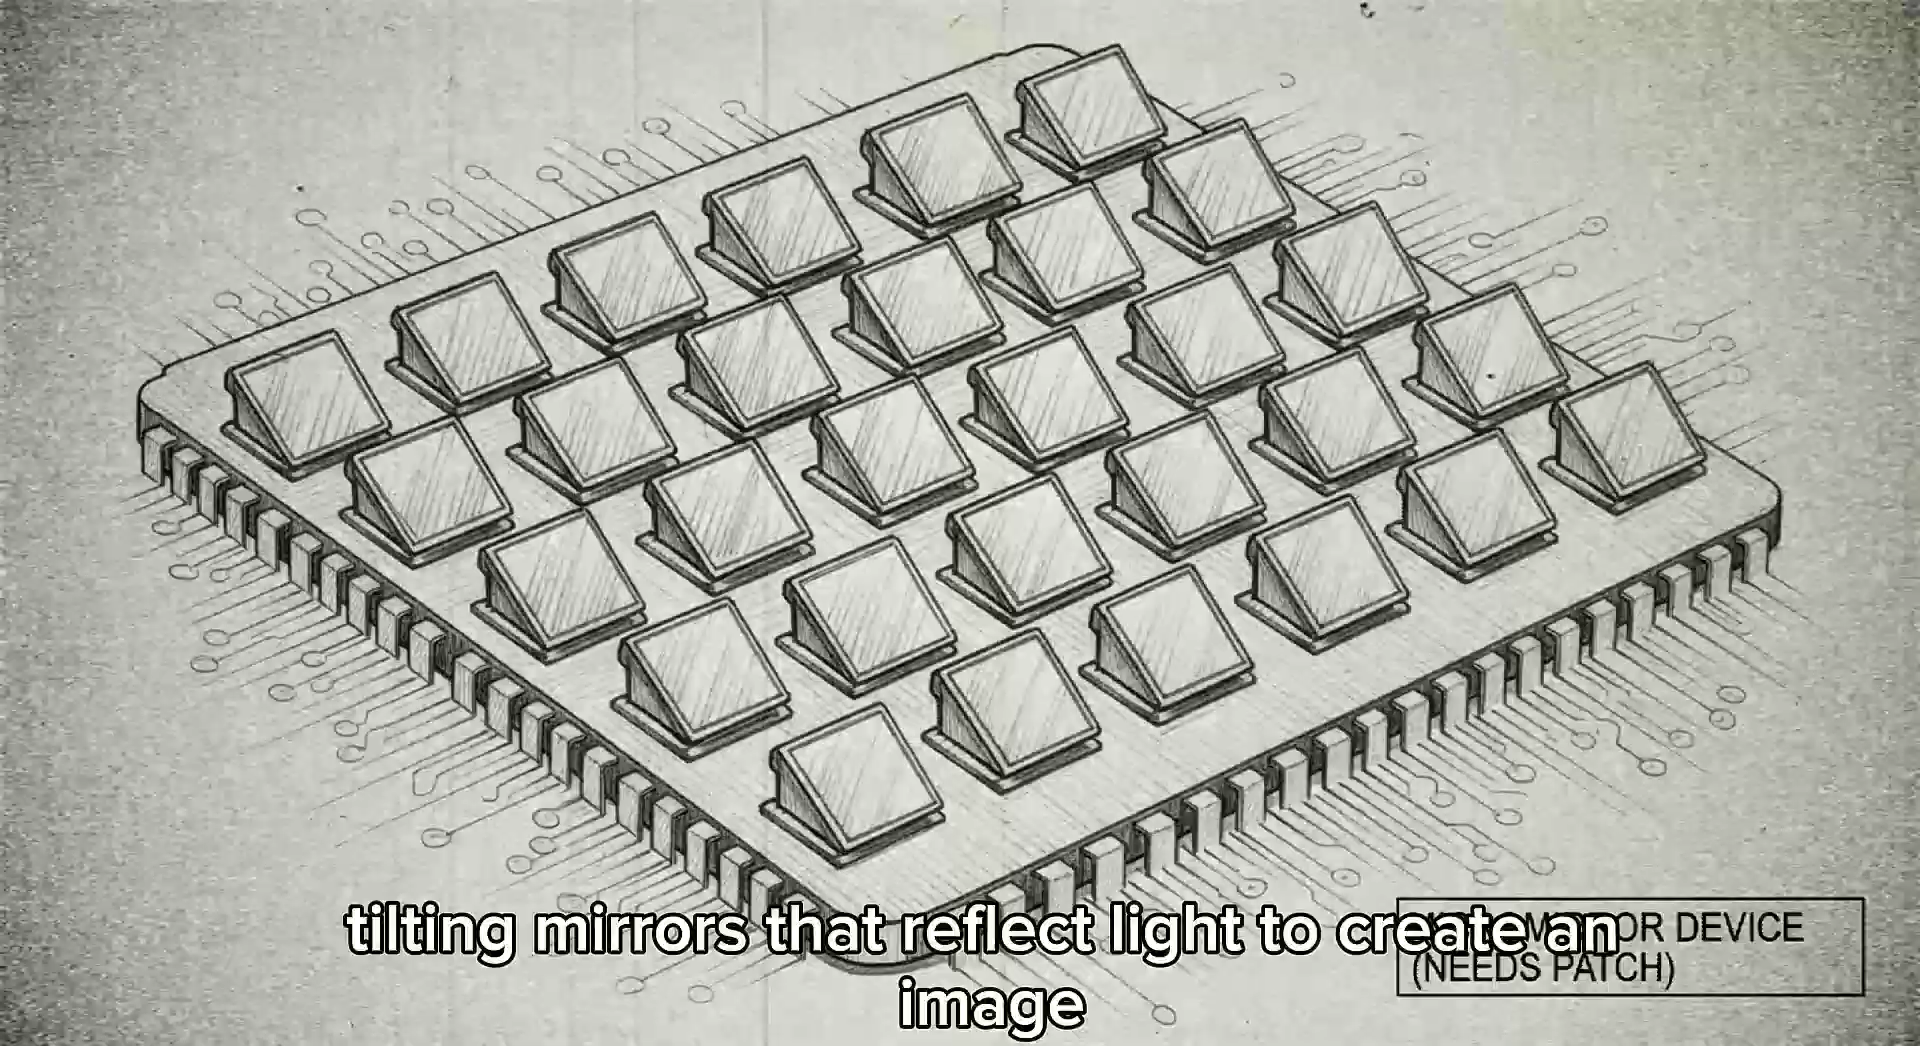 tilting mirrors that reflect light to create an
image
DEVICE
(NEEDS PATCH)